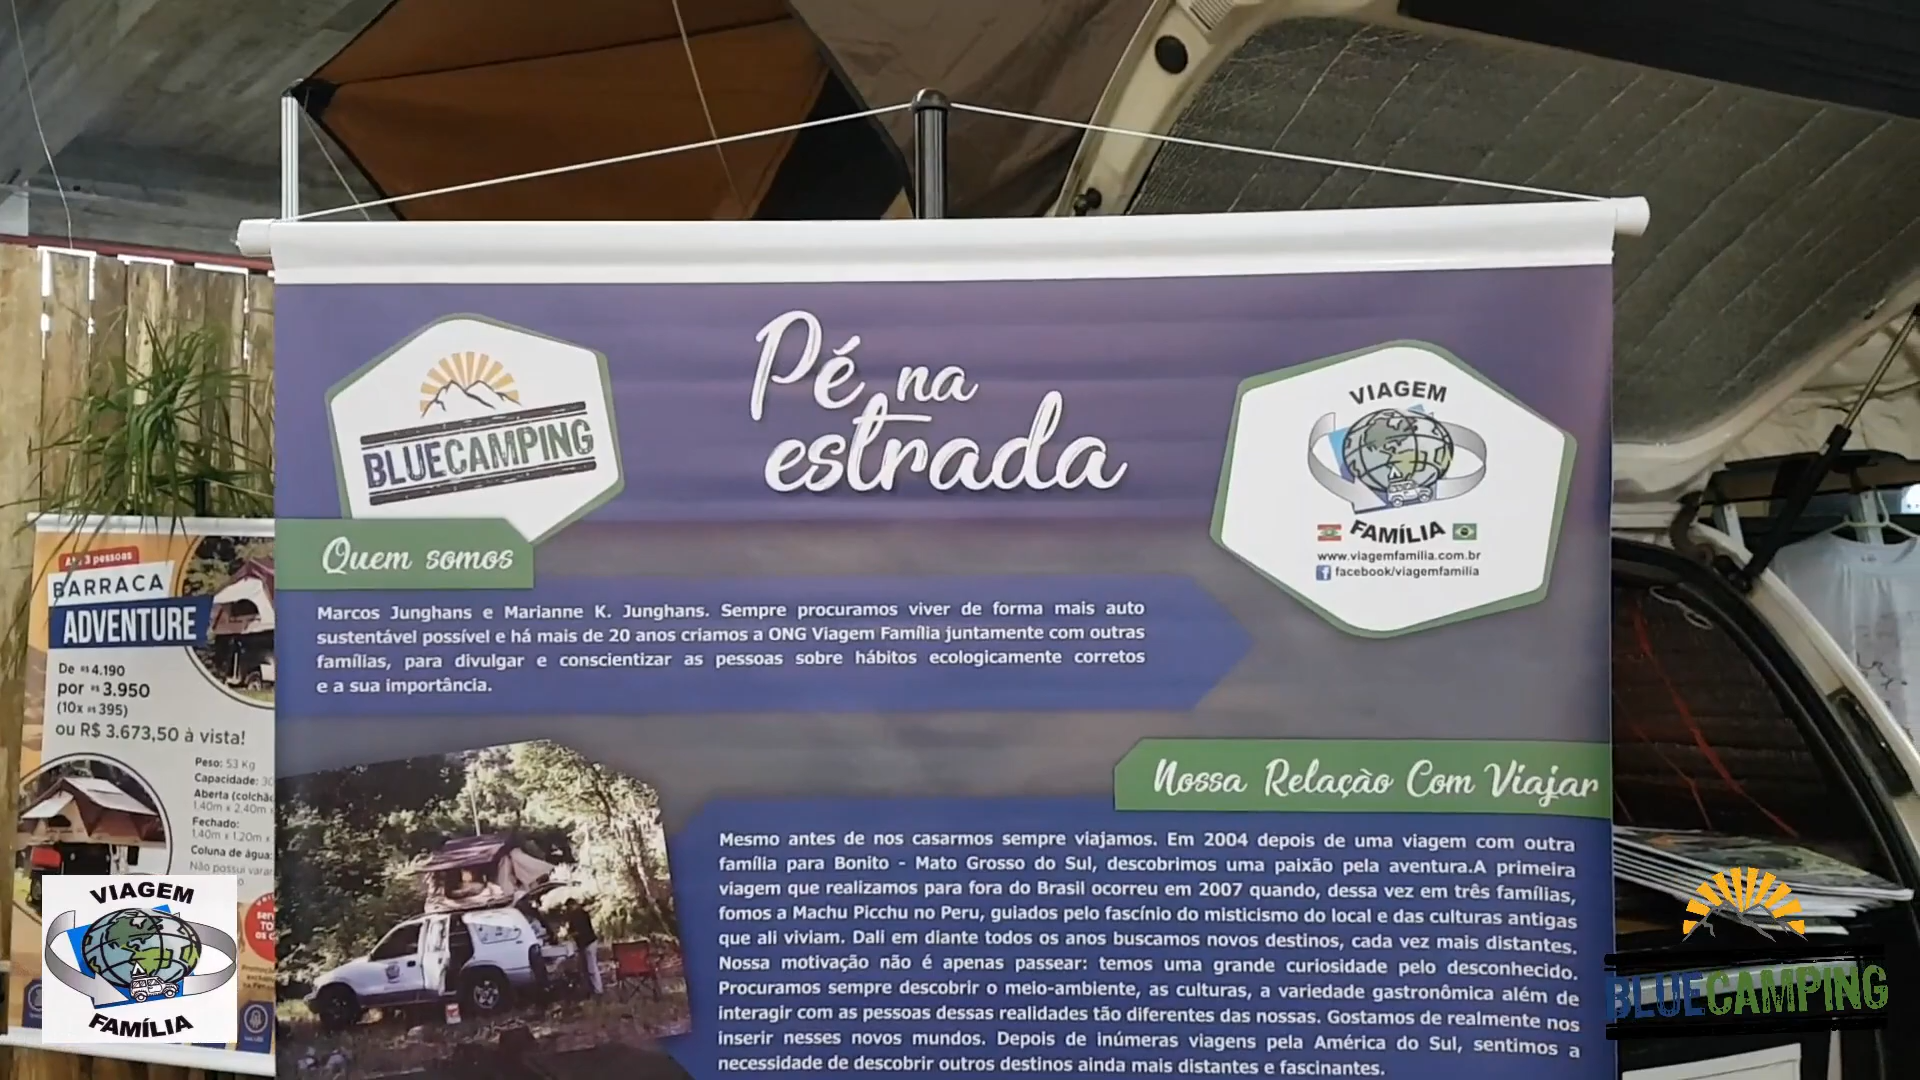 Pé na
estrada
BLUECAMPING
VIAGEM
FAMÍLIA
www.viagemfamilia.com.br
facebook/viagemfamilia
Quem somos
Marcos Junghans e Marianne K. Junghans. Sempre procuramos viver de forma mais auto
sustentável possível e há mais de 20 anos criamos a ONG Viagem Família juntamente com outras
famílias, para divulgar e conscientizar as pessoas sobre hábitos ecologicamente corretos
e a sua importância.
Nossa Relação Com Viajar
Mesmo antes de nos casarmos sempre viajamos. Em 2004 depois de uma viagem com outra
família para Bonito - Mato Grosso do Sul, descobrimos uma paixão pela aventura.A primeira
viagem que realizamos para fora do Brasil ocorreu em 2007 quando, dessa vez em três famílias,
fomos a Machu Picchu no Peru, guiados pelo fascínio do misticismo do local e das culturas antigas
que ali viviam. Dali em diante todos os anos buscamos novos destinos, cada vez mais distantes.
Nossa motivação não é apenas passear: temos uma grande curiosidade pelo desconhecido.
Procuramos sempre descobrir o meio-ambiente, as culturas, a variedade gastronômica além de
interagir com as pessoas dessas realidades tão diferentes das nossas. Gostamos de realmente nos
inserir nesses novos mundos. Depois de inúmeras viagens pela América do Sul, sentimos a
necessidade de descobrir outros destinos ainda mais distantes e fascinantes.
Até 3 pessoas
BARRACA
ADVENTURE
De R$ 4.190
por R$ 3.950
(10x R$ 395)
ou R$ 3.673,50 à vista!
Peso: 53 Kg
Capacidade:
Aberta
1,40m x 2,40m
Fechado:
1,40m x 1,20m x
Coluna de água:
Não possui
VIAGEM
FAMÍLIA
BLUECAMPING